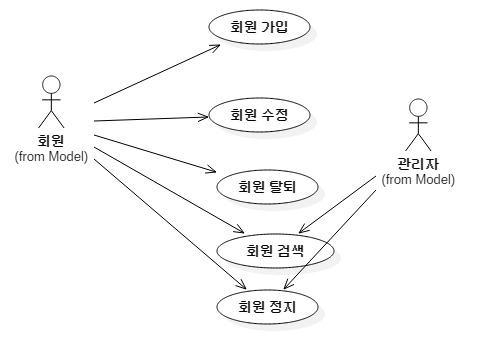 회원 가입
회원 수정
회원
(from Model)
관리자
(from Model)
회원 탈퇴
회원 검색
회원 정지